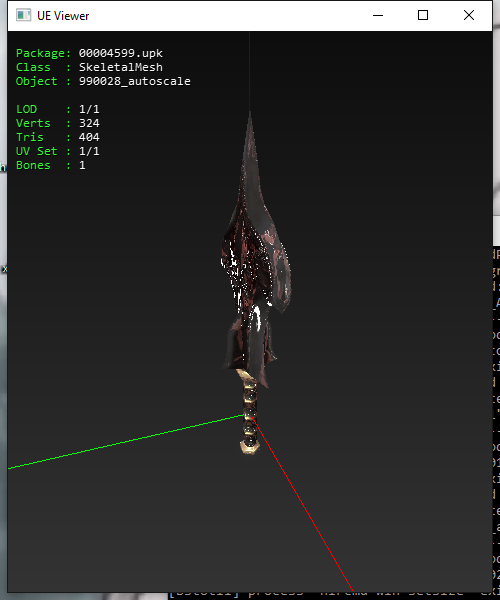 UE Viewer
Package: 00004599.upk
Class : SkeletalMesh
Object : 990028_autoscale
LOD : 1/1
Verts : 324
Tris : 404
UV Set : 1/1
Bones : 1